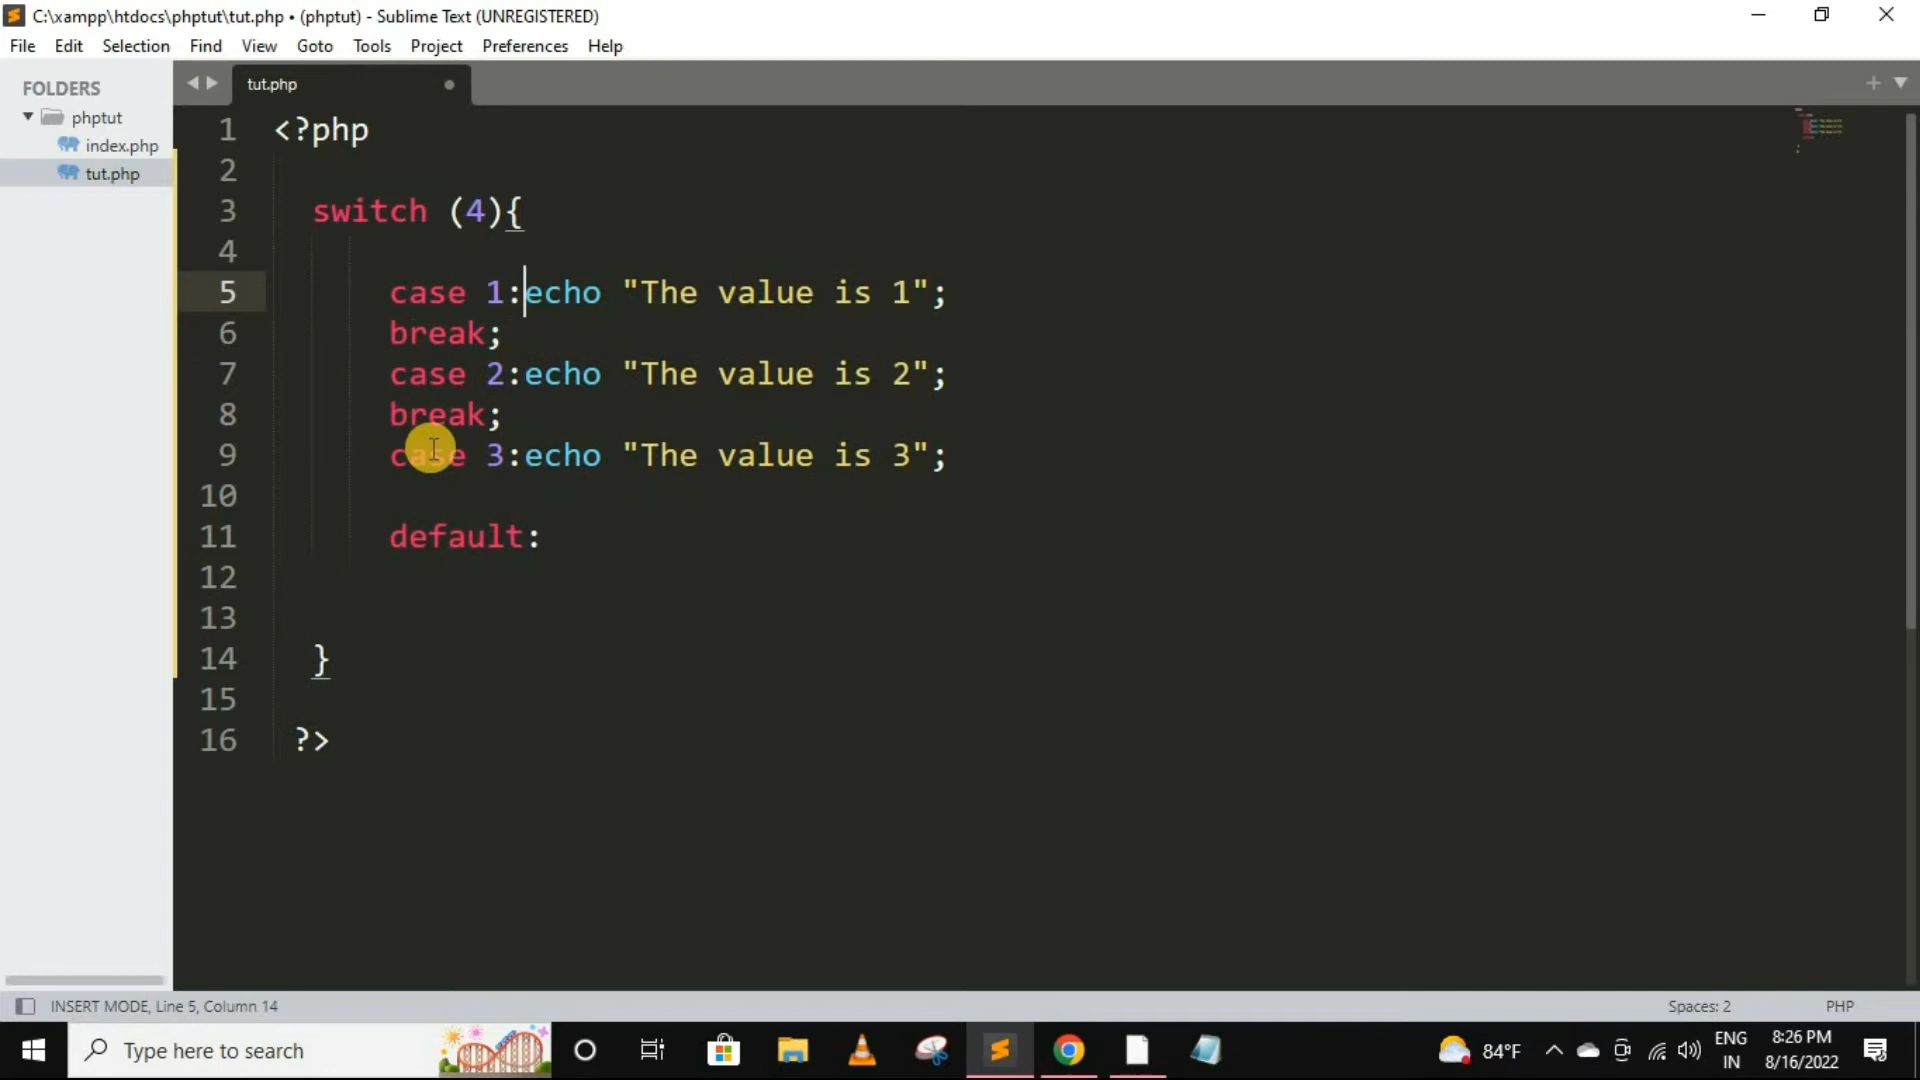 C:\xampp\htdocs\phptut\tut.php • (phptut) - Sublime Text (UNREGISTERED)
File Edit Selection Find View Goto Tools Project Preferences Help
FOLDERS
phptut
index.php
tut.php
tut.php
1 <?php
2
3 switch (4){
4
5 case 1:echo "The value is 1";
6 break;
7 case 2:echo "The value is 2";
8 break;
9 case 3:echo "The value is 3";
10
11 default:
12
13
14 }
15
16 ?>
INSERT MODE, Line 5, Column 14 Spaces: 2 PHP
Type here to search
84°F
ENG
IN
8:26 PM
8/16/2022